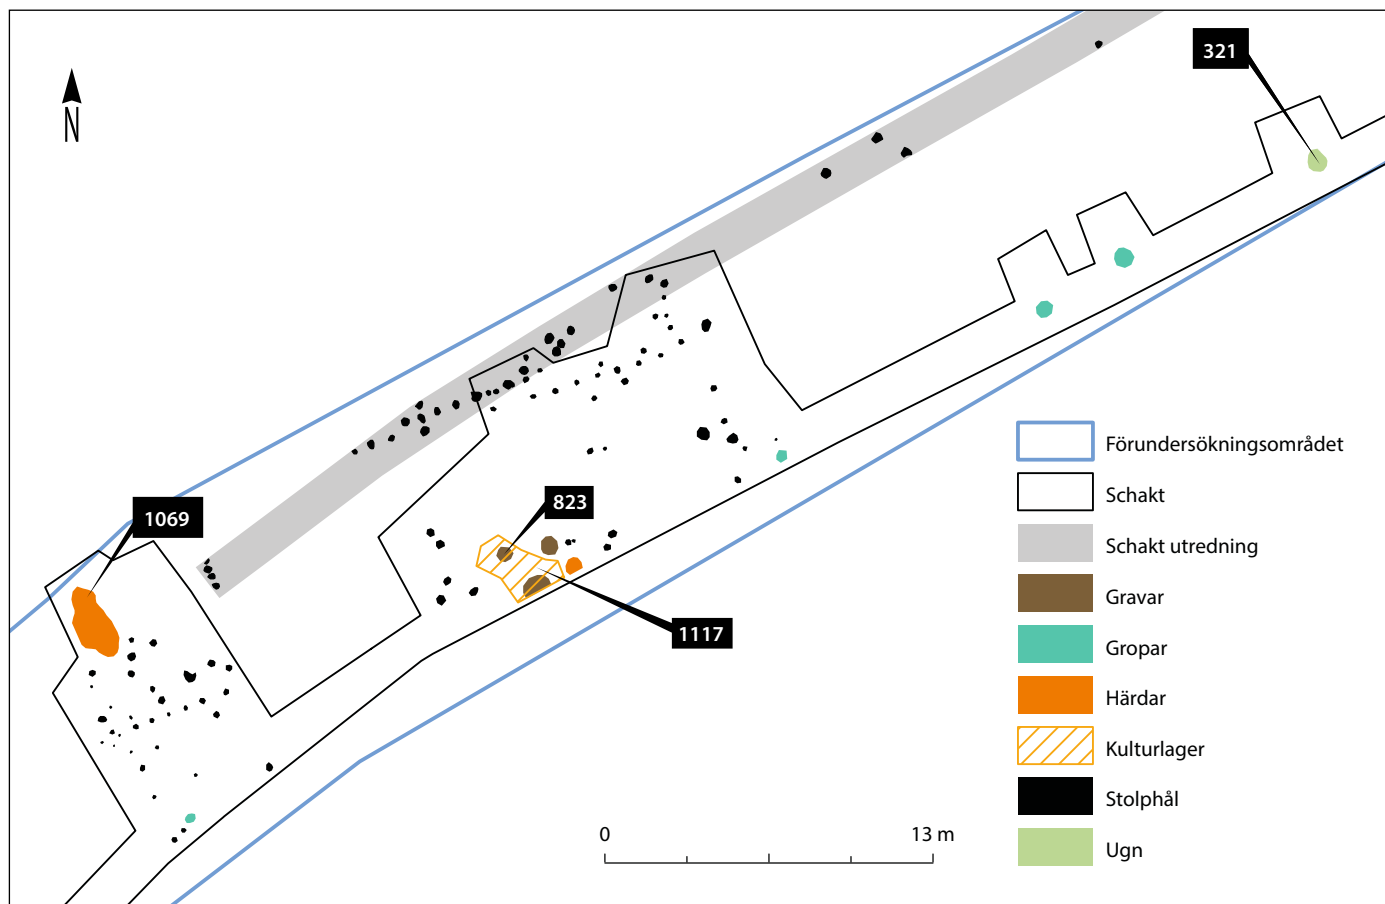 321
N
Förundersökningsområdet
Schakt
1069
823
Schakt utredning
Gravar
1117
Gropar
Härdar
Kulturlager
Stolphål
0 13 m
Ugn